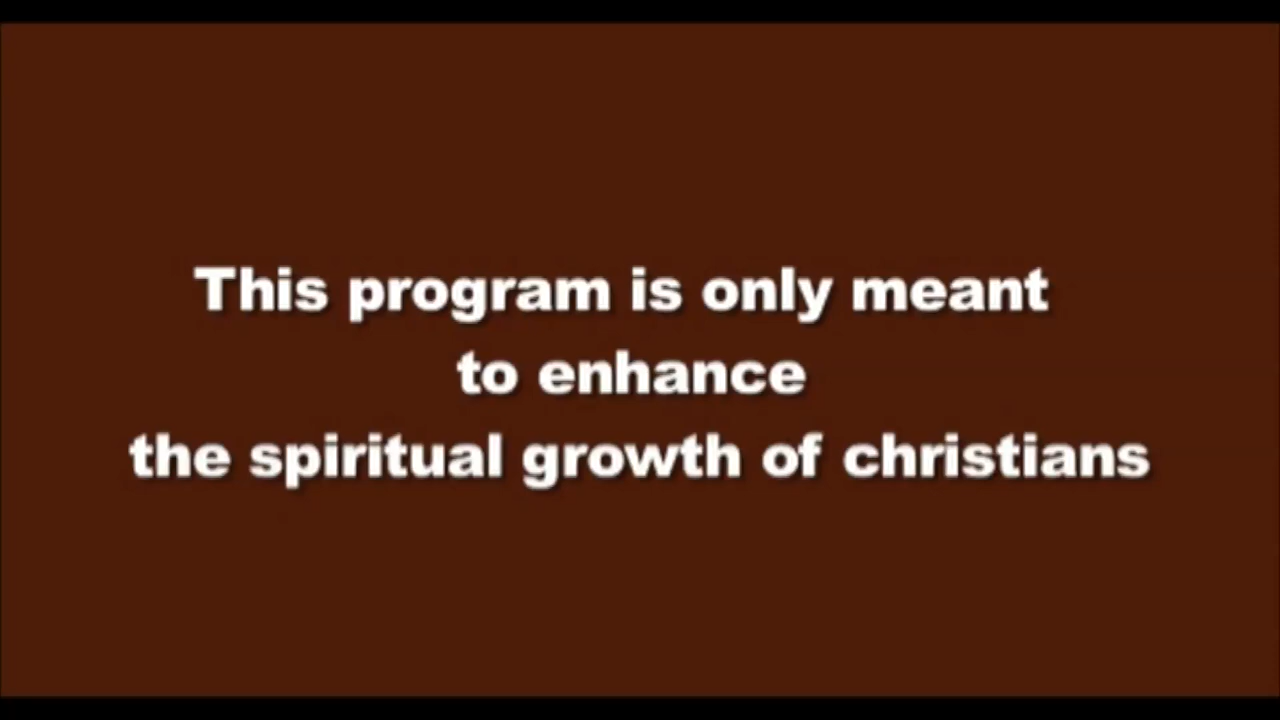 This program is only meant
to enhance
the spiritual growth of christians